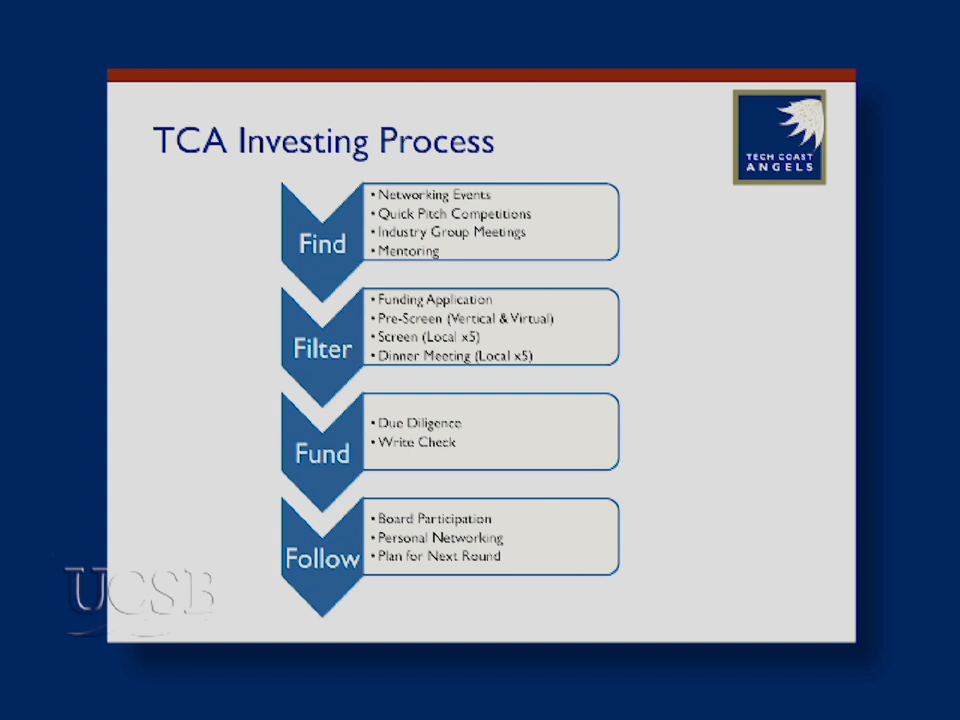 TCA Investing Process
TECH COAST
ANGELS
Find
• Networking Events
• Quick Pitch Competitions
• Industry Group Meetings
• Mentoring
Filter
• Funding Application
• Pre-Screen (Vertical & Virtual)
• Screen (Local x5)
• Dinner Meeting (Local x5)
Fund
• Due Diligence
• Write Check
Follow
• Board Participation
• Personal Networking
• Plan for Next Round
UCSB